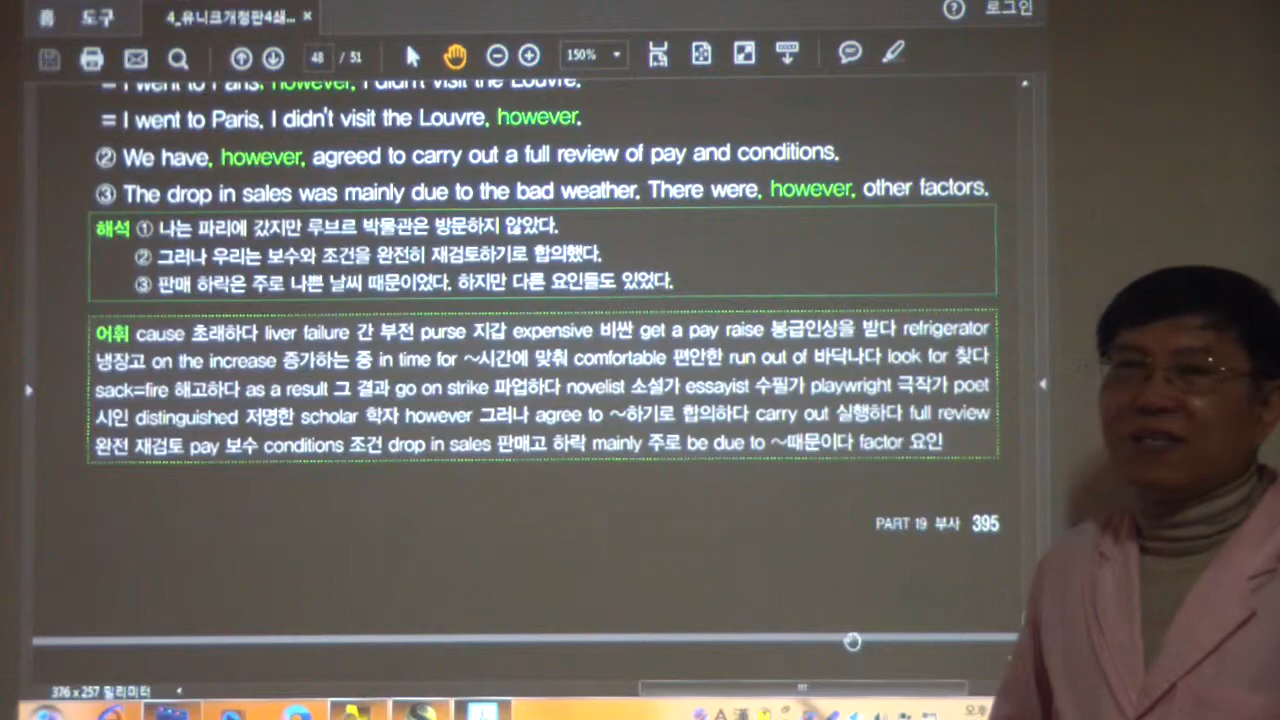 홈 도구 4_유니크개정판4쇄... × ? 로그인
48 / 51 150%
= I went to Paris, however, I didn't visit the Louvre.
= I went to Paris. I didn't visit the Louvre, however.
② We have, however, agreed to carry out a full review of pay and conditions.
③ The drop in sales was mainly due to the bad weather. There were, however, other factors.
해석 ① 나는 파리에 갔지만 루브르 박물관은 방문하지 않았다.
② 그러나 우리는 보수와 조건을 완전히 재검토하기로 합의했다.
③ 판매 하락은 주로 나쁜 날씨 때문이었다. 하지만 다른 요인들도 있었다.
어휘 cause 초래하다 liver failure 간 부전 purse 지갑 expensive 비싼 get a pay raise 봉급인상을 받다 refrigerator
냉장고 on the increase 증가하는 중 in time for ～시간에 맞춰 comfortable 편안한 run out of 바닥나다 look for 찾다
sack=fire 해고하다 as a result 그 결과 go on strike 파업하다 novelist 소설가 essayist 수필가 playwright 극작가 poet
시인 distinguished 저명한 scholar 학자 however 그러나 agree to ～하기로 합의하다 carry out 실행하다 full review
완전 재검토 pay 보수 conditions 조건 drop in sales 판매고 하락 mainly 주로 be due to ～때문이다 factor 요인
PART 19 부사 395
376 x 257 밀리미터
A 漢 오후